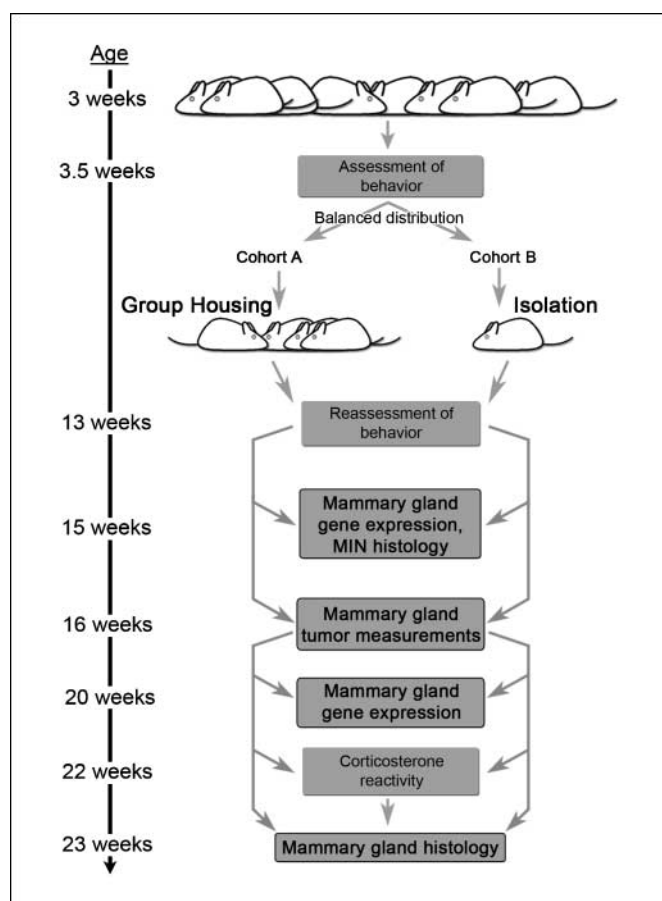 Age
3 weeks
3.5 weeks
Assessment of
behavior
Balanced distribution
Cohort A
Cohort B
Group Housing
Isolation
13 weeks
Reassessment of
behavior
15 weeks
Mammary gland
gene expression,
MIN histology
16 weeks
Mammary gland
tumor measurements
20 weeks
Mammary gland
gene expression
22 weeks
Corticosterone
reactivity
23 weeks
Mammary gland histology